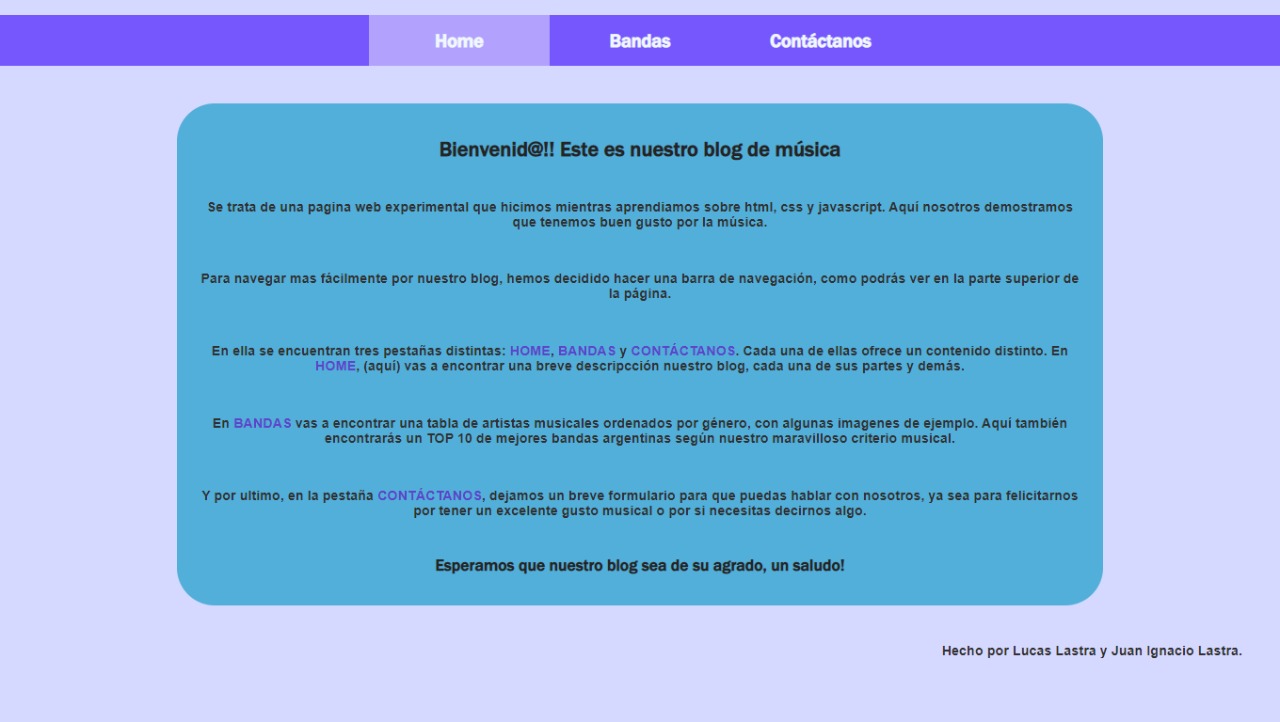 Home Bandas Contáctanos
Bienvenid@!! Este es nuestro blog de música
Se trata de una pagina web experimental que hicimos mientras aprendiamos sobre html, css y javascript. Aquí nosotros demostramos
que tenemos buen gusto por la música.
Para navegar mas fácilmente por nuestro blog, hemos decidido hacer una barra de navegación, como podrás ver en la parte superior de
la página.
En ella se encuentran tres pestañas distintas: HOME, BANDAS y CONTÁCTANOS. Cada una de ellas ofrece un contenido distinto. En
HOME, (aquí) vas a encontrar una breve descripcción nuestro blog, cada una de sus partes y demás.
En BANDAS vas a encontrar una tabla de artistas musicales ordenados por género, con algunas imagenes de ejemplo. Aquí también
encontrarás un TOP 10 de mejores bandas argentinas según nuestro maravilloso criterio musical.
Y por ultimo, en la pestaña CONTÁCTANOS, dejamos un breve formulario para que puedas hablar con nosotros, ya sea para felicitarnos
por tener un excelente gusto musical o por si necesitas decirnos algo.
Esperamos que nuestro blog sea de su agrado, un saludo!
Hecho por Lucas Lastra y Juan Ignacio Lastra.